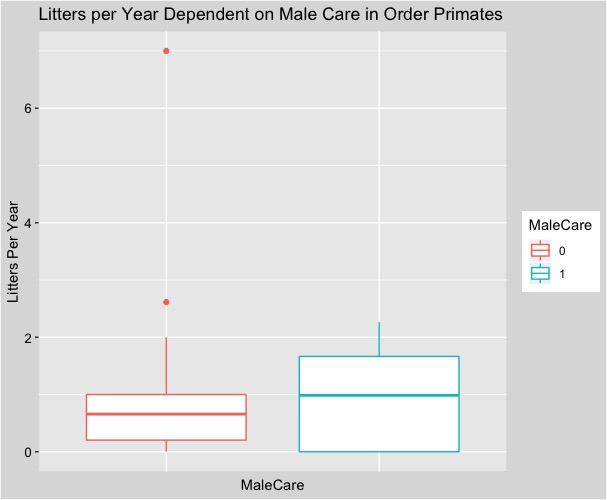 Litters per Year Dependent on Male Care in Order Primates
6
4
2
0
Litters Per Year
MaleCare
MaleCare
0
1